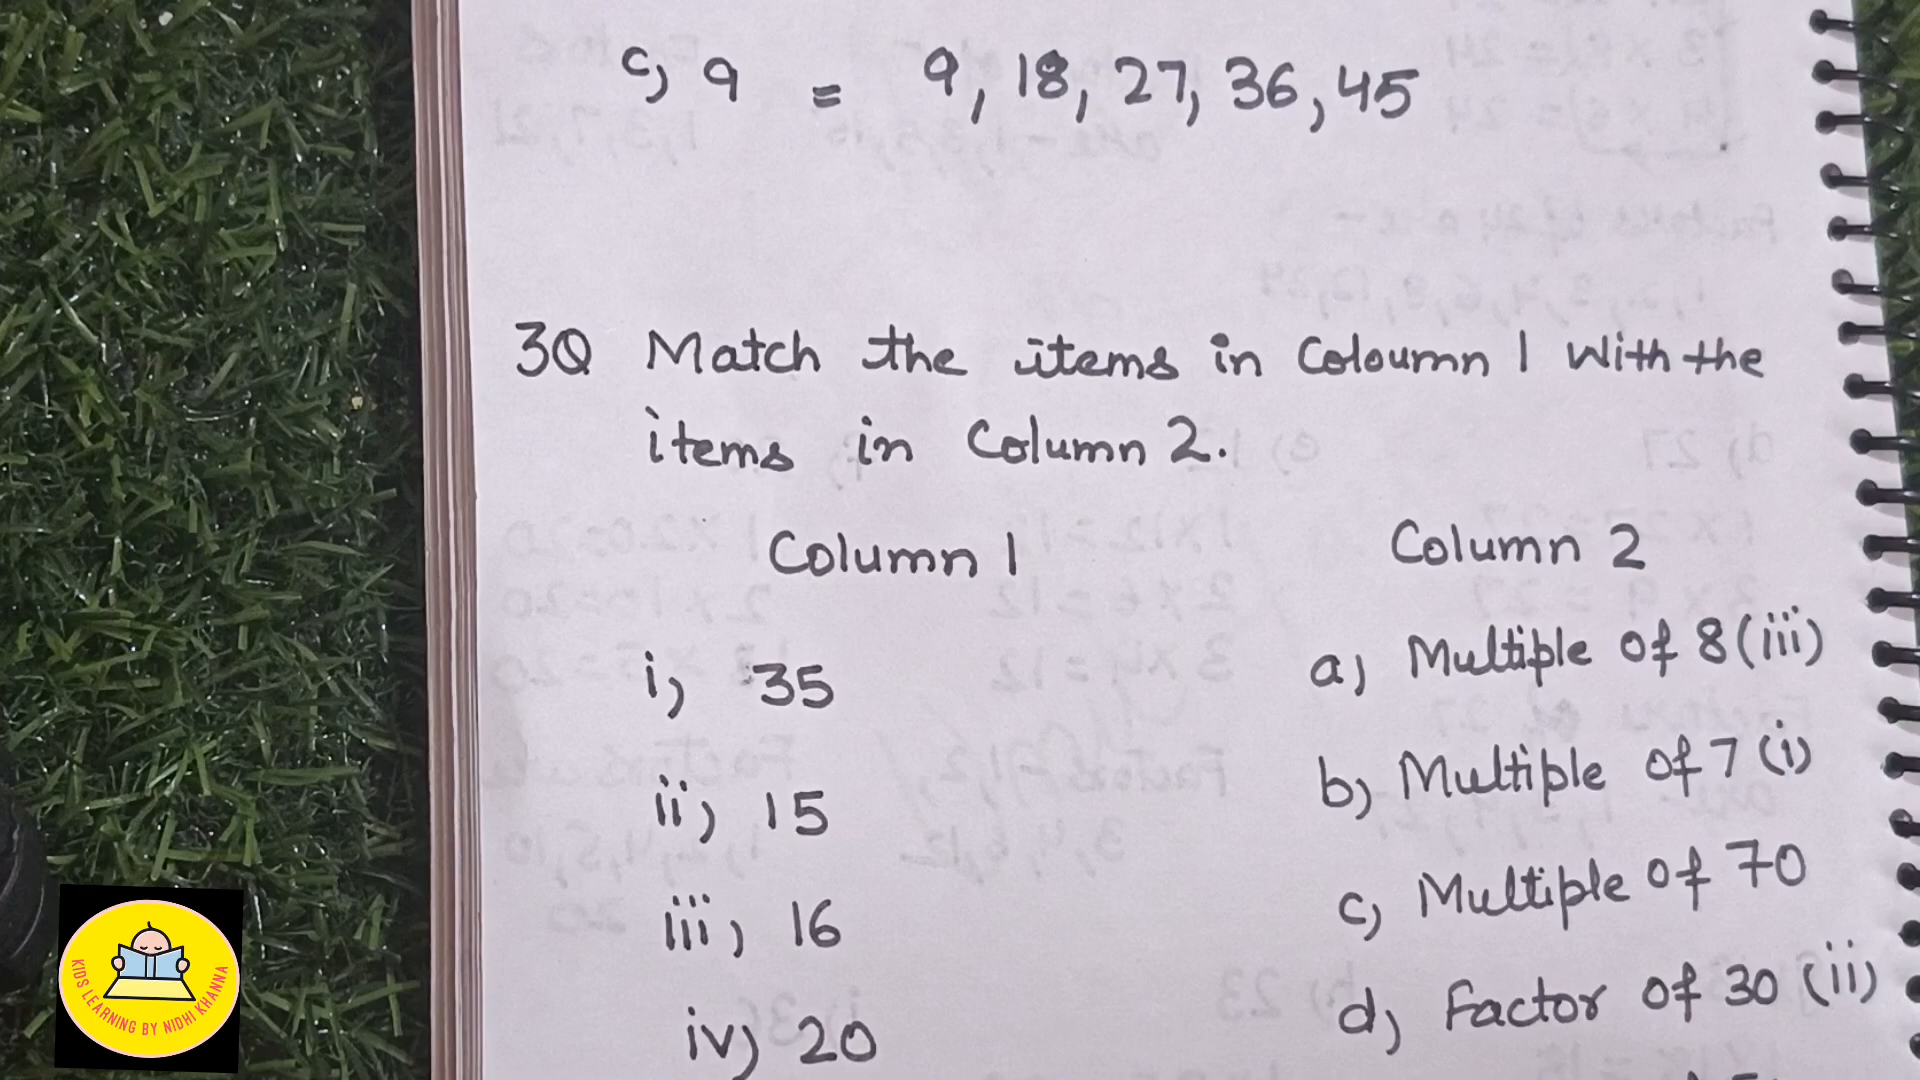 c) 9 = 9, 18, 27, 36, 45
3Q Match the items in Coloumn 1 With the
items in Column 2.
Column 1 Column 2
i) 35 a) Multiple of 8 (iii)
ii) 15 b) Multiple of 7 (i)
iii) 16 c) Multiple of 70
iv) 20 d) Factor of 30 (ii)
KIDS LEARNING BY NIDHI KHANNA